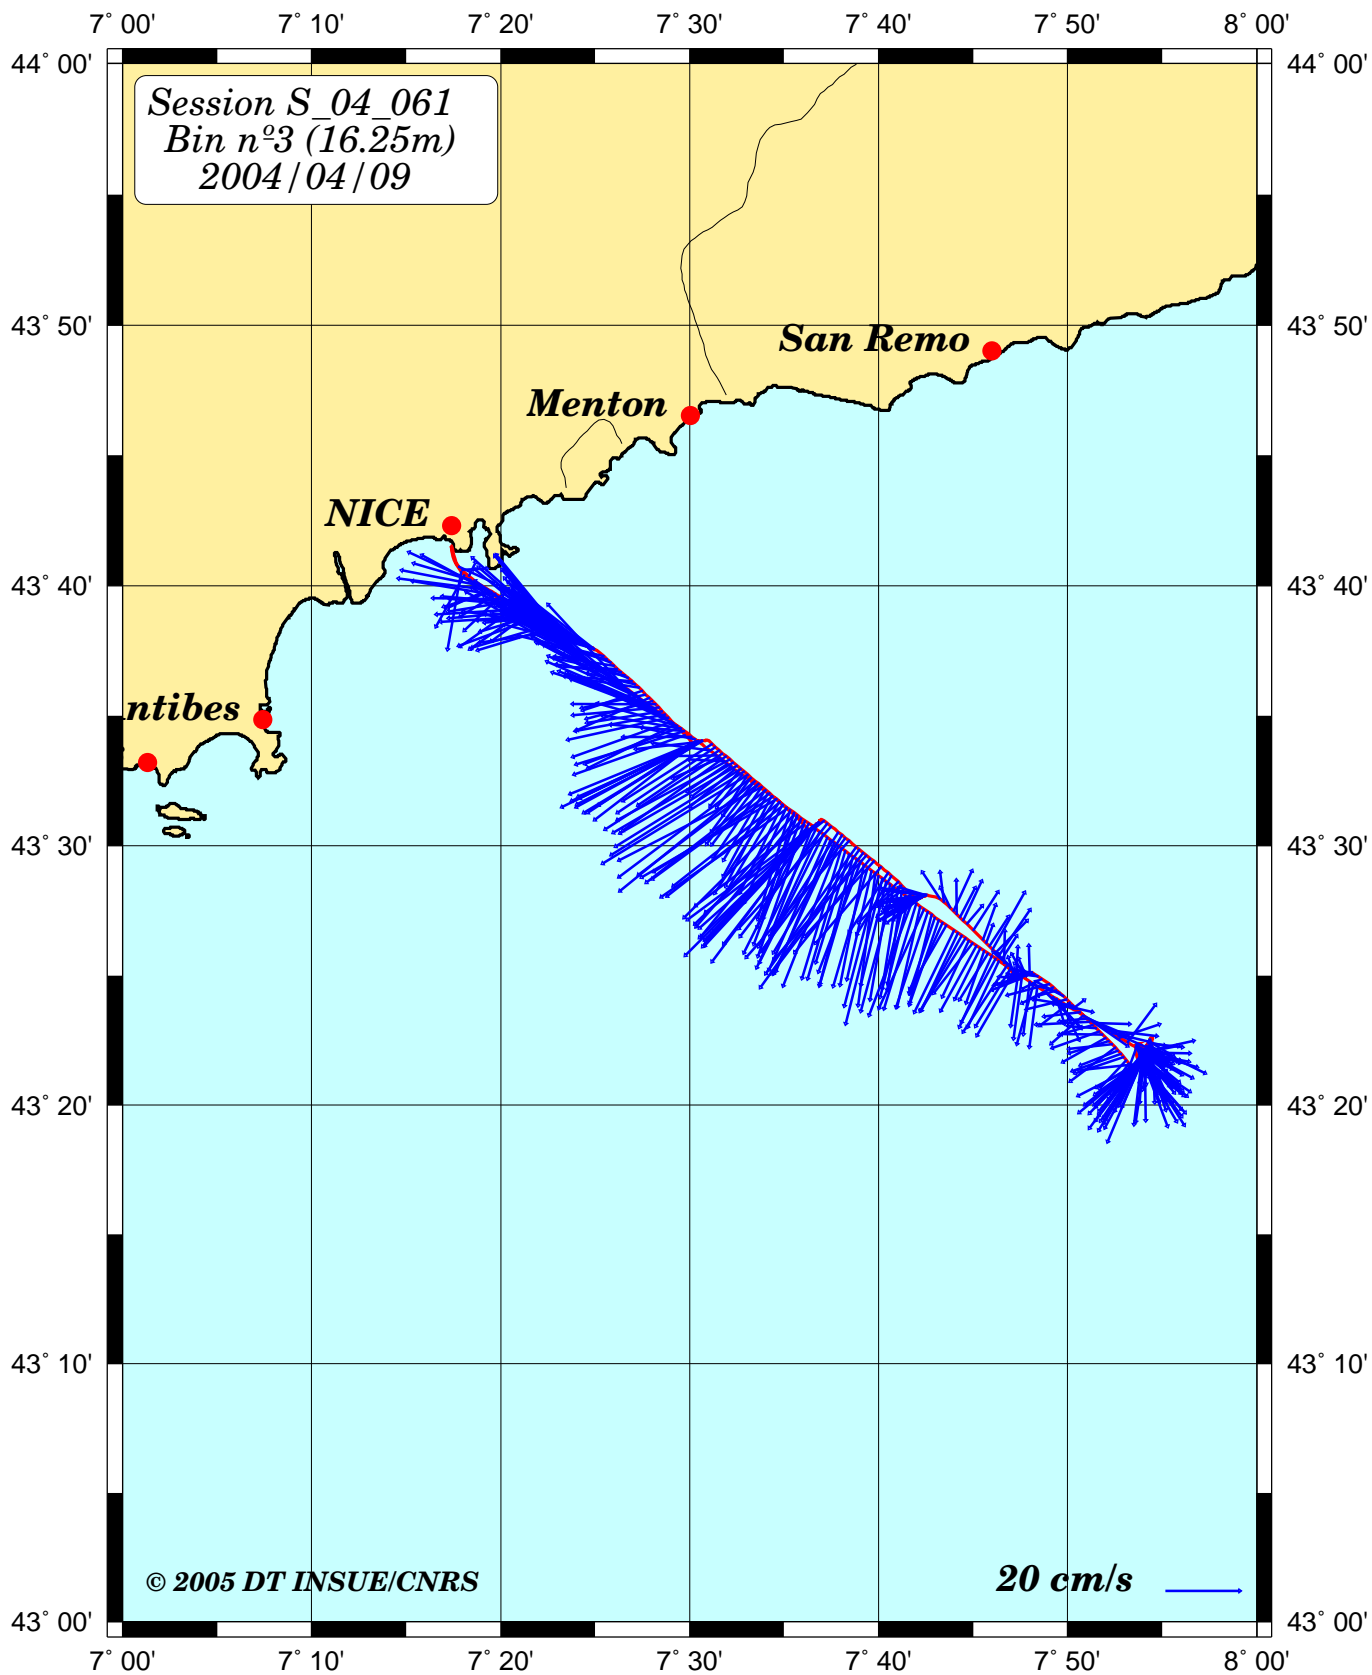 7° 00' 7° 10' 7° 20' 7° 30' 7° 40' 7° 50' 8° 00'
44° 00' 44° 00'
Session S_04_061
Bin nº3 (16.25m)
2004/04/09
43° 50' 43° 50'
San Remo
Menton
NICE
43° 40' 43° 40'
ntibes
43° 30' 43° 30'
43° 20' 43° 20'
43° 10' 43° 10'
© 2005 DT INSUE/CNRS
20 cm/s
43° 00' 43° 00'
7° 00' 7° 10' 7° 20' 7° 30' 7° 40' 7° 50' 8° 00'